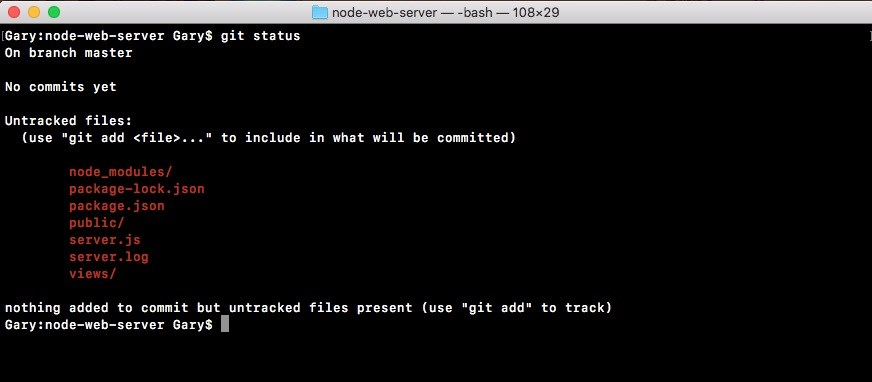 node-web-server — -bash — 108×29
Gary:node-web-server Gary$ git status
On branch master
No commits yet
Untracked files:
(use "git add <file>..." to include in what will be committed)
node_modules/
package-lock.json
package.json
public/
server.js
server.log
views/
nothing added to commit but untracked files present (use "git add" to track)
Gary:node-web-server Gary$